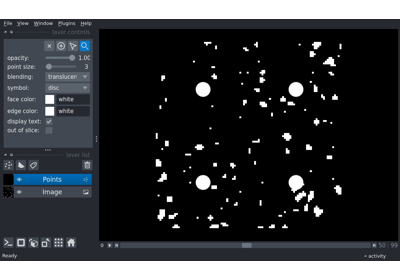 File View Window Plugins Help
layer controls
opacity: 1.00
point size: 3
blending: translucen
symbol: disc
face color: white
edge color: white
display text:
out of slice:
layer list
Points
Image
0 50 99
Ready activity